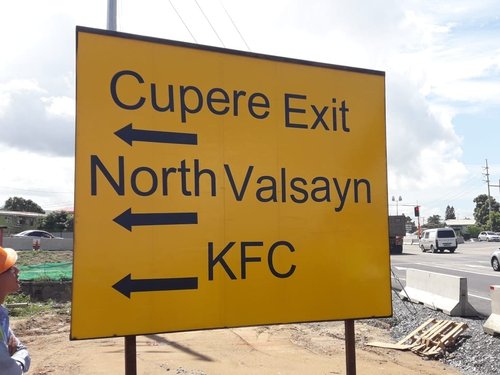 Cupere Exit
North Valsayn
KFC